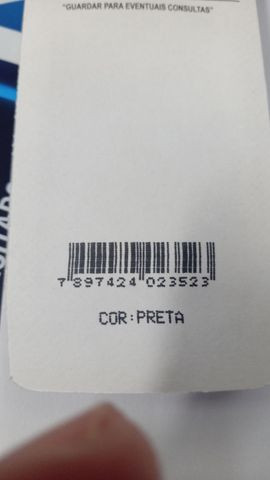 "GUARDAR PARA EVENTUAIS CONSULTAS"
7 897424 023523
COR:PRETA